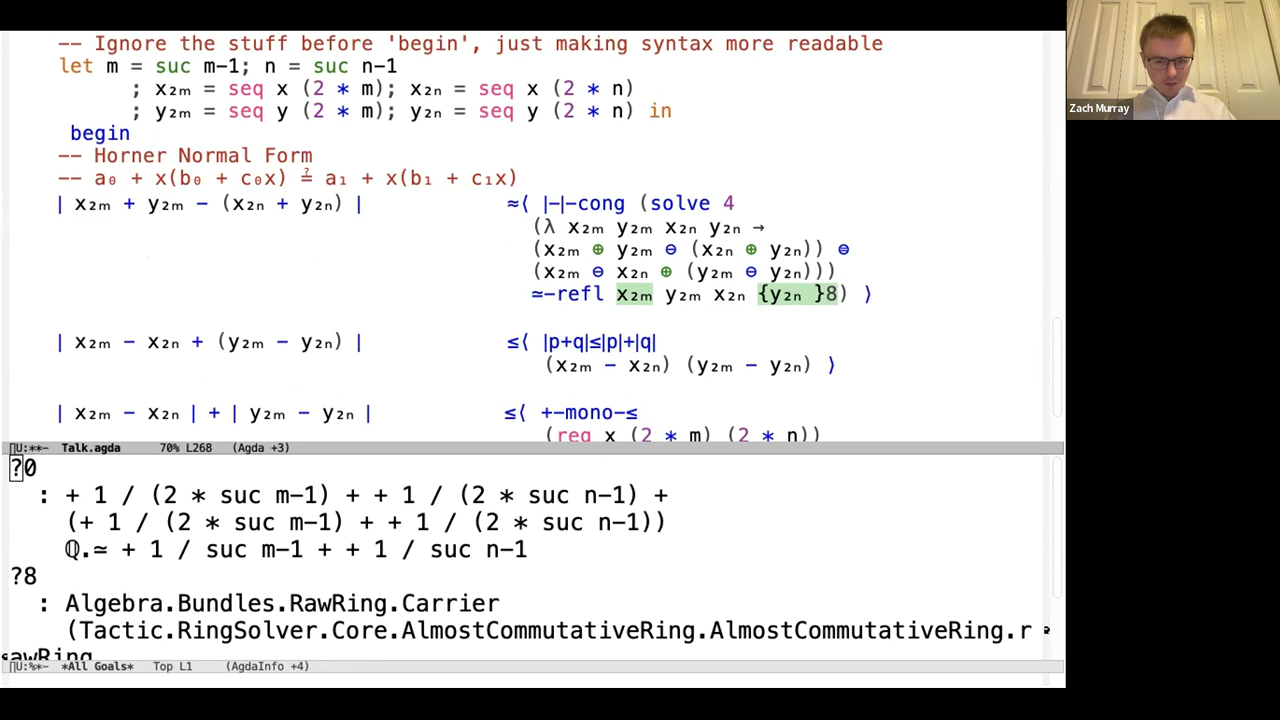 -- Ignore the stuff before 'begin', just making syntax more readable
let m = suc m-1; n = suc n-1
; x₂ₘ = seq x (2 * m); x₂ₙ = seq x (2 * n)
; y₂ₘ = seq y (2 * m); y₂ₙ = seq y (2 * n) in
begin
-- Horner Normal Form
-- a₀ + x(b₀ + c₀x) ≟ a₁ + x(b₁ + c₁x)
| x₂ₘ + y₂ₘ - (x₂ₙ + y₂ₙ) | ≈⟨ |-|-cong (solve 4
(λ x₂ₘ y₂ₘ x₂ₙ y₂ₙ →
(x₂ₘ ⊕ y₂ₘ ⊖ (x₂ₙ ⊕ y₂ₙ)) ⊜
(x₂ₘ ⊖ x₂ₙ ⊕ (y₂ₘ ⊖ y₂ₙ)))
≃-refl x₂ₘ y₂ₘ x₂ₙ {y₂ₙ }8) ⟩
| x₂ₘ - x₂ₙ + (y₂ₘ - y₂ₙ) | ≤⟨ |p+q|≤|p|+|q|
(x₂ₘ - x₂ₙ) (y₂ₘ - y₂ₙ) ⟩
| x₂ₘ - x₂ₙ | + | y₂ₘ - y₂ₙ | ≤⟨ +-mono-≤
(reg x (2 * m) (2 * n))
U:**- Talk.agda 70% L268 (Agda +3)
?0
: + 1 / (2 * suc m-1) + + 1 / (2 * suc n-1) +
(+ 1 / (2 * suc m-1) + + 1 / (2 * suc n-1))
ℚ.≃ + 1 / suc m-1 + + 1 / suc n-1
?8
: Algebra.Bundles.RawRing.Carrier
(Tactic.RingSolver.Core.AlmostCommutativeRing.AlmostCommutativeRing.r
awRing
U:%*- *All Goals* Top L1 (AgdaInfo +4)
Zach Murray